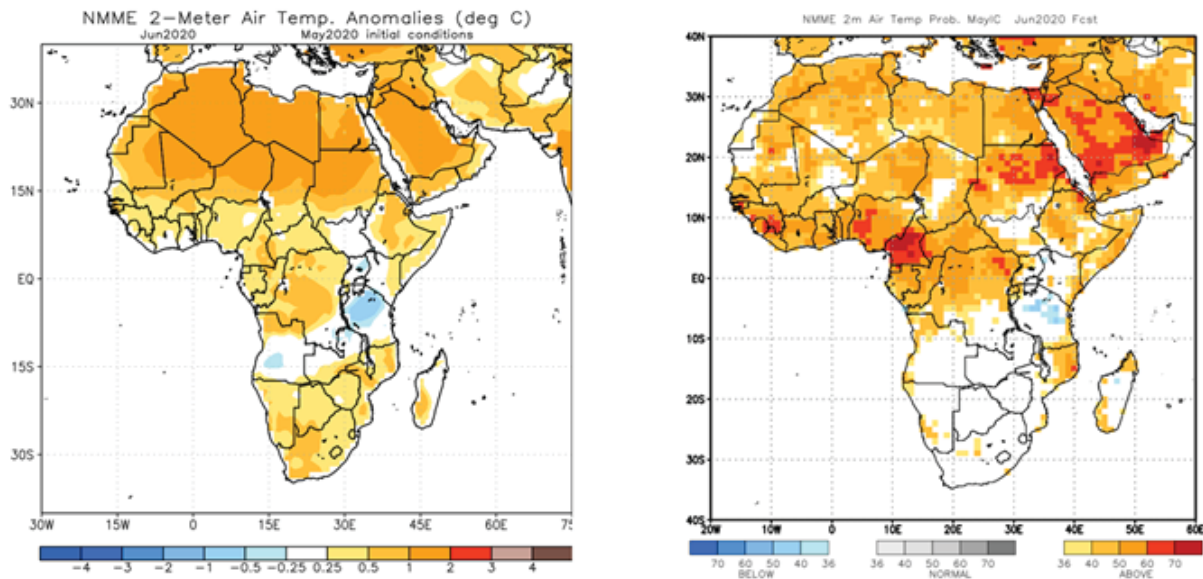 NMME 2-Meter Air Temp. Anomalies (deg C)
Jun2020 May2020 initial conditions
30N
15N
EQ
15S
30S
30W 15W 0 15E 30E 45E 60E 75
-4 -3 -2 -1 -0.5 -0.25 0.25 0.5 1 2 3 4
NMME 2m Air Temp Prob. MayIC Jun2020 Fcst
40N
30N
20N
10N
EQ
10S
20S
30S
40S
20W 10W 0 10E 20E 30E 40E 50E 60E
70 60 50 40 36 40 50 60 70 36 40 50 60 70
BELOW NORMAL ABOVE